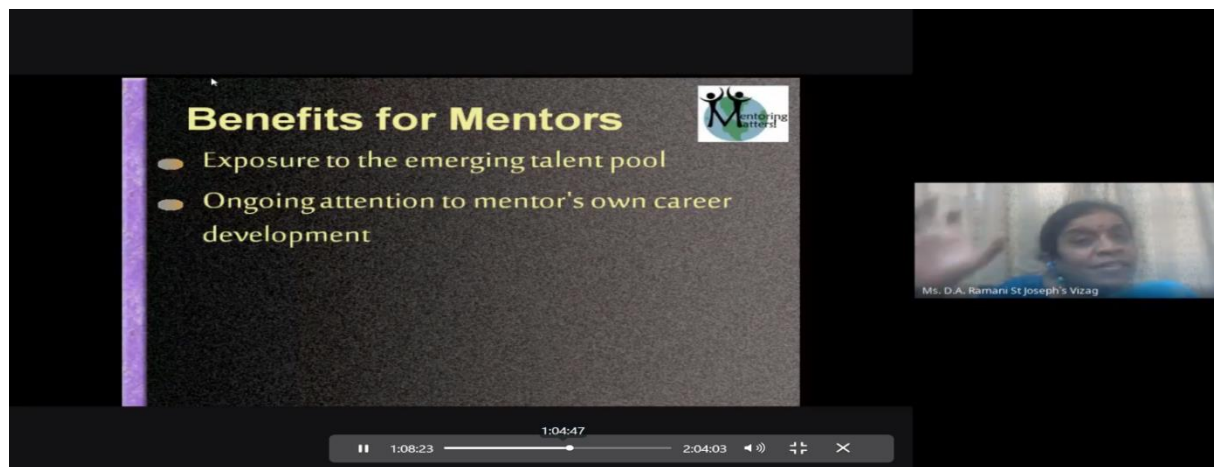 Benefits for Mentors
Mentoring
Matters!
Exposure to the emerging talent pool
Ongoing attention to mentor's own career
development
Ms. D.A. Ramani St Joseph's Vizag
1:04:47
1:08:23 2:04:03